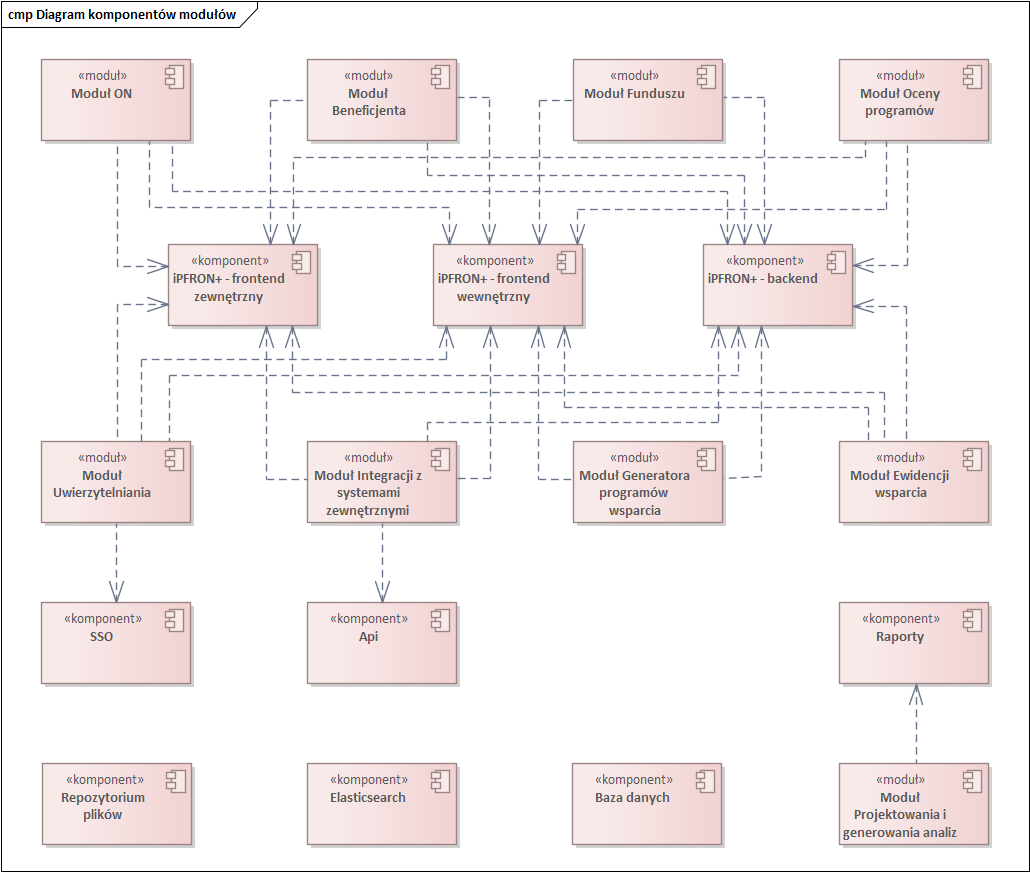 cmp Diagram komponentów modułów
«moduł»
Moduł ON
«moduł»
Moduł
Beneficjenta
«moduł»
Moduł Funduszu
«moduł»
Moduł Oceny
programów
«komponent»
iPFRON+ - frontend
zewnętrzny
«komponent»
iPFRON+ - frontend
wewnętrzny
«komponent»
iPFRON+ - backend
«moduł»
Moduł
Uwierzytelniania
«moduł»
Moduł Integracji z
systemami
zewnętrznymi
«moduł»
Moduł Generatora
programów
wsparcia
«moduł»
Moduł Ewidencji
wsparcia
«komponent»
SSO
«komponent»
Api
«komponent»
Raporty
«komponent»
Repozytorium
plików
«komponent»
Elasticsearch
«komponent»
Baza danych
«moduł»
Moduł
Projektowania i
generowania analiz